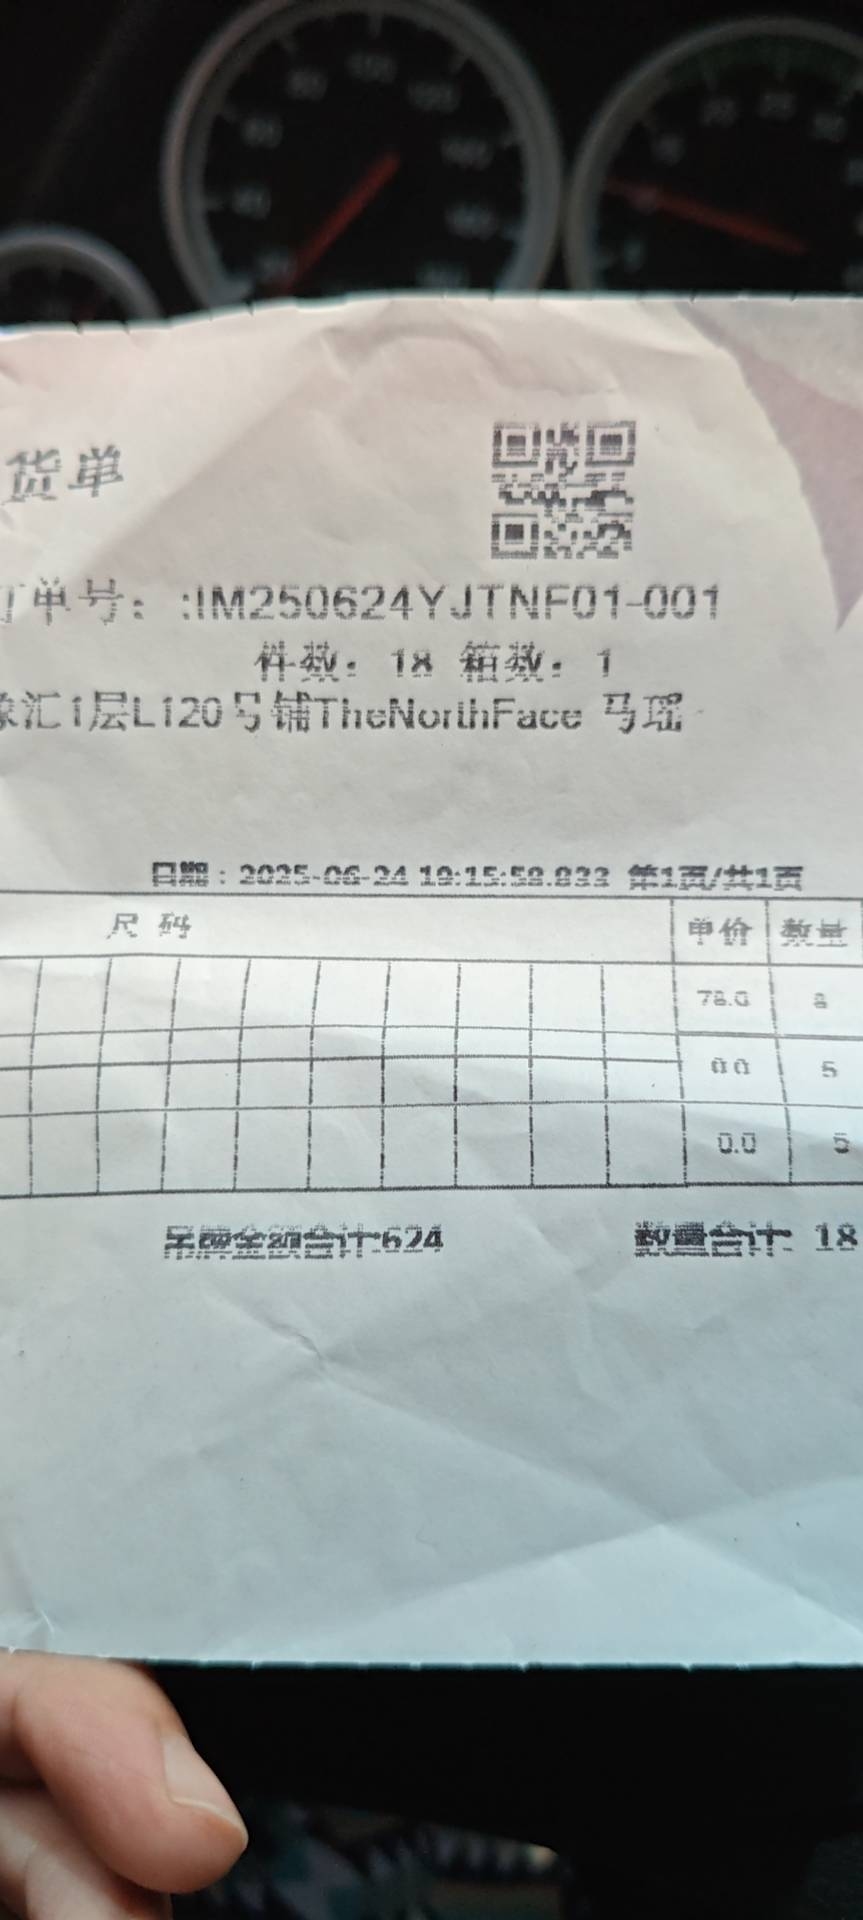 货单
订单号：:IM250624YJTNF01-001
件数：18 箱数：1
象汇1层L120号铺TheNorthFace 马瑶
日期：2025-06-24 19:15:58.833 第1页/共1页
尺 码 单价 数量
78.0 8
0.0 5
0.0 5
吊牌金额合计:624 数量合计: 18